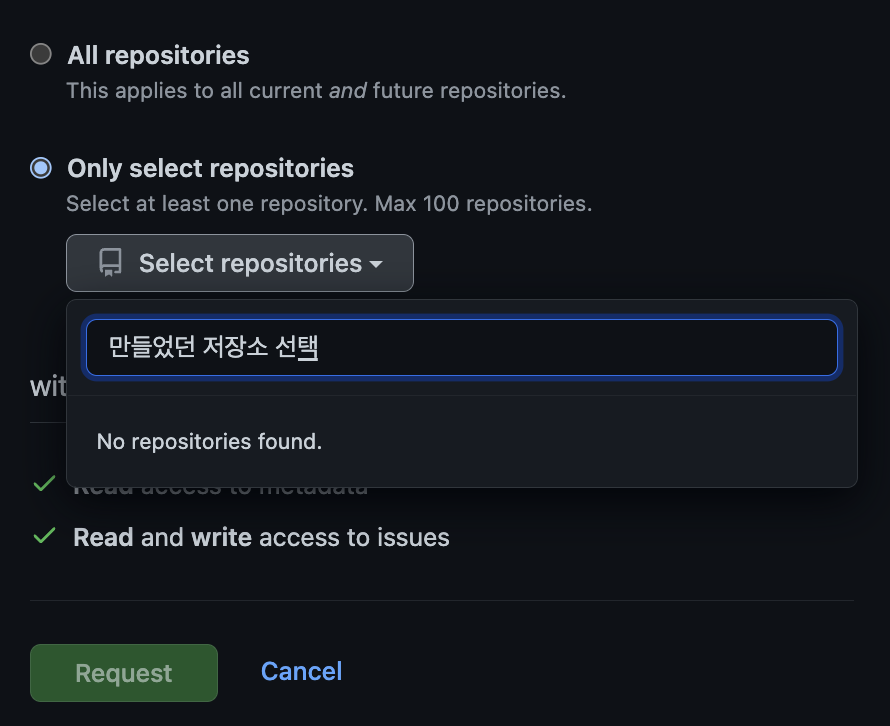 All repositories
This applies to all current and future repositories.
Only select repositories
Select at least one repository. Max 100 repositories.
Select repositories
만들었던 저장소 선택
wit
No repositories found.
Read access to metadata
Read and write access to issues
Request
Cancel